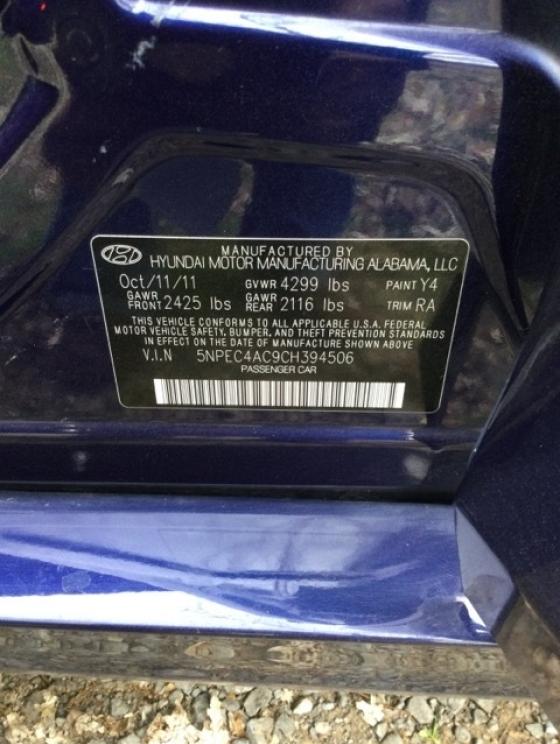 MANUFACTURED BY
HYUNDAI MOTOR MANUFACTURING ALABAMA, LLC
Oct/11/11 GVWR 4299 lbs PAINT Y4
GAWR FRONT 2425 lbs GAWR REAR 2116 lbs TRIM RA
THIS VEHICLE CONFORMS TO ALL APPLICABLE U.S.A. FEDERAL
MOTOR VEHICLE SAFETY, BUMPER, AND THEFT PREVENTION STANDARDS
IN EFFECT ON THE DATE OF MANUFACTURE SHOWN ABOVE
V.I.N 5NPEC4AC9CH394506
PASSENGER CAR